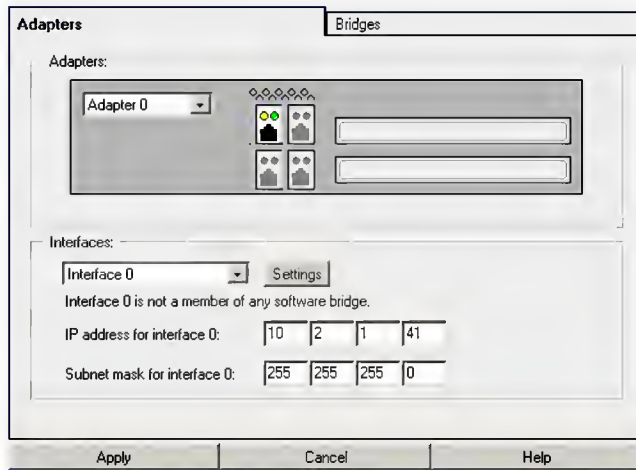 Adapters
Bridges
Adapters:
Adapter 0
Interfaces:
Interface 0
Settings
Interface 0 is not a member of any software bridge.
IP address for interface 0: 10 2 1 41
Subnet mask for interface 0: 255 255 255 0
Apply
Cancel
Help